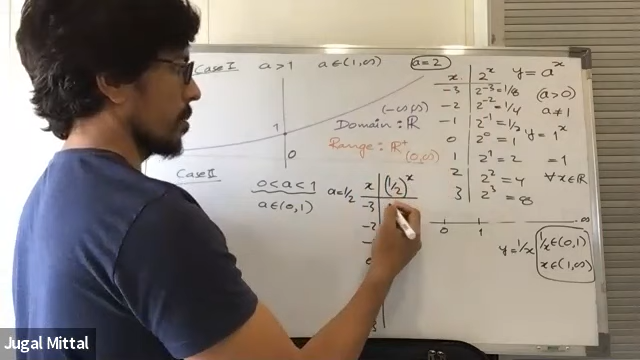 Case I a > 1 a ∈ (1, ∞) a = 2
1
0
(-∞, ∞)
Domain : ℝ
Range : ℝ⁺
(0, ∞)
x 2^x
-3 2^-3 = 1/8
-2 2^-2 = 1/4
-1 2^-1 = 1/2
0 2^0 = 1
1 2^1 = 2
2 2^2 = 4
3 2^3 = 8
y = a^x
(a > 0)
a ≠ 1
y = 1^x
= 1
∀ x ∈ ℝ
Case II
0 < a < 1
a ∈ (0, 1)
a = 1/2
x (1/2)^x
-3
-2
0 1 ∞
y = 1/x
1/x ∈ (0, 1)
x ∈ (1, ∞)
Jugal Mittal